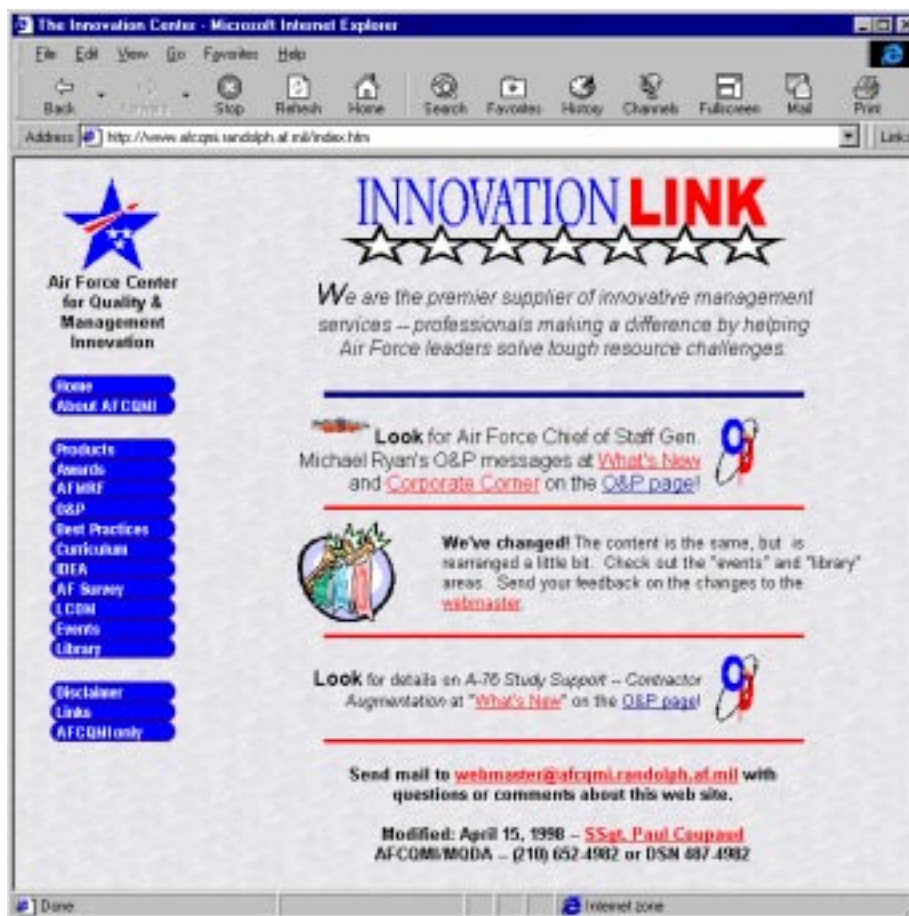 The Innovation Center - Microsoft Internet Explorer
File Edit View Go Favorites Help
Back Stop Refresh Home Search Favorites History Channels Fullscreen Mail Print
Address http://www.afcqmi.randolph.af.mil/index.htm Links
Air Force Center
for Quality &
Management
Innovation
Home
About AFCQMI
Products
Awards
AFMRF
O&P
Best Practices
Curriculum
IDEA
AF Survey
LCOM
Events
Library
Disclaimer
Links
AFCQMI only
INNOVATION LINK
We are the premier supplier of innovative management
services -- professionals making a difference by helping
Air Force leaders solve tough resource challenges.
Look for Air Force Chief of Staff Gen.
Michael Ryan's O&P messages at What's New
and Corporate Corner on the O&P page!
We've changed! The content is the same, but is
rearranged a little bit. Check out the "events" and "library"
areas. Send your feedback on the changes to the
webmaster.
Look for details on A-76 Study Support -- Contractor
Augmentation at "What's New" on the O&P page!
Send mail to webmaster@afcqmi.randolph.af.mil with
questions or comments about this web site.
Modified: April 15, 1998 -- SSgt. Paul Coupaud
AFCQMI/MQDA -- (210) 652-4982 or DSN 487-4982
Done Internet zone